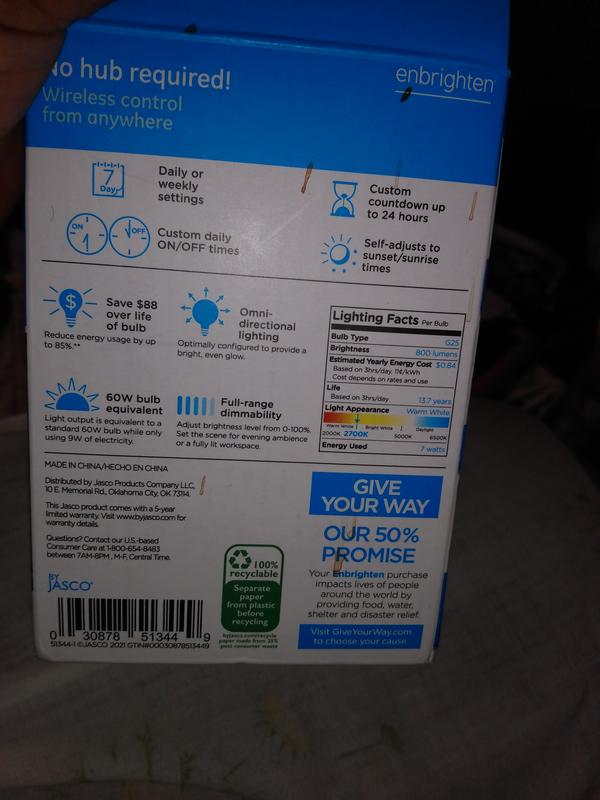 No hub required!
enbrighten
Wireless control
from anywhere
7
Day
Daily or
weekly
settings
Custom
countdown up
to 24 hours
ON
OFF
Custom daily
ON/OFF times
Self-adjusts to
sunset/sunrise
times
$
Save $88
over life
of bulb
Reduce energy usage by up
to 85%.**
Omni-
directional
lighting
Optimally configured to provide a
bright, even glow.
Lighting Facts Per Bulb
Bulb Type G25
Brightness 800 lumens
Estimated Yearly Energy Cost $0.84
Based on 3hrs/day, 11¢/kWh
Cost depends on rates and use
Life
Based on 3hrs/day 13.7 years
Light Appearance Warm White
Warm White Bright White Daylight
2000K 2700K 5000K 6500K
Energy Used 7 watts
60W bulb
equivalent
Light output is equivalent to a
standard 60W bulb while only
using 9W of electricity.
Full-range
dimmability
Adjust brightness level from 0-100%.
Set the scene for evening ambience
or a fully lit workspace.
MADE IN CHINA/HECHO EN CHINA
Distributed by Jasco Products Company LLC,
10 E. Memorial Rd., Oklahoma City, OK 73114.
This Jasco product comes with a 5-year
limited warranty. Visit www.byjasco.com for
warranty details.
Questions? Contact our U.S.-based
Consumer Care at 1-800-654-8483
between 7AM-8PM, M-F, Central Time.
BY
JASCO
0 30878 51344 9
51344-1 ©JASCO 2021 GTIN#00030878513449
100%
recyclable
Separate
paper
from plastic
before
recycling
byjasco.com/recycle
paper made from 35%
post consumer waste
GIVE
YOUR WAY
OUR 50%
PROMISE
Your Enbrighten purchase
impacts lives of people
around the world by
providing food, water,
shelter and disaster relief.
Visit GiveYourWay.com
to choose your cause